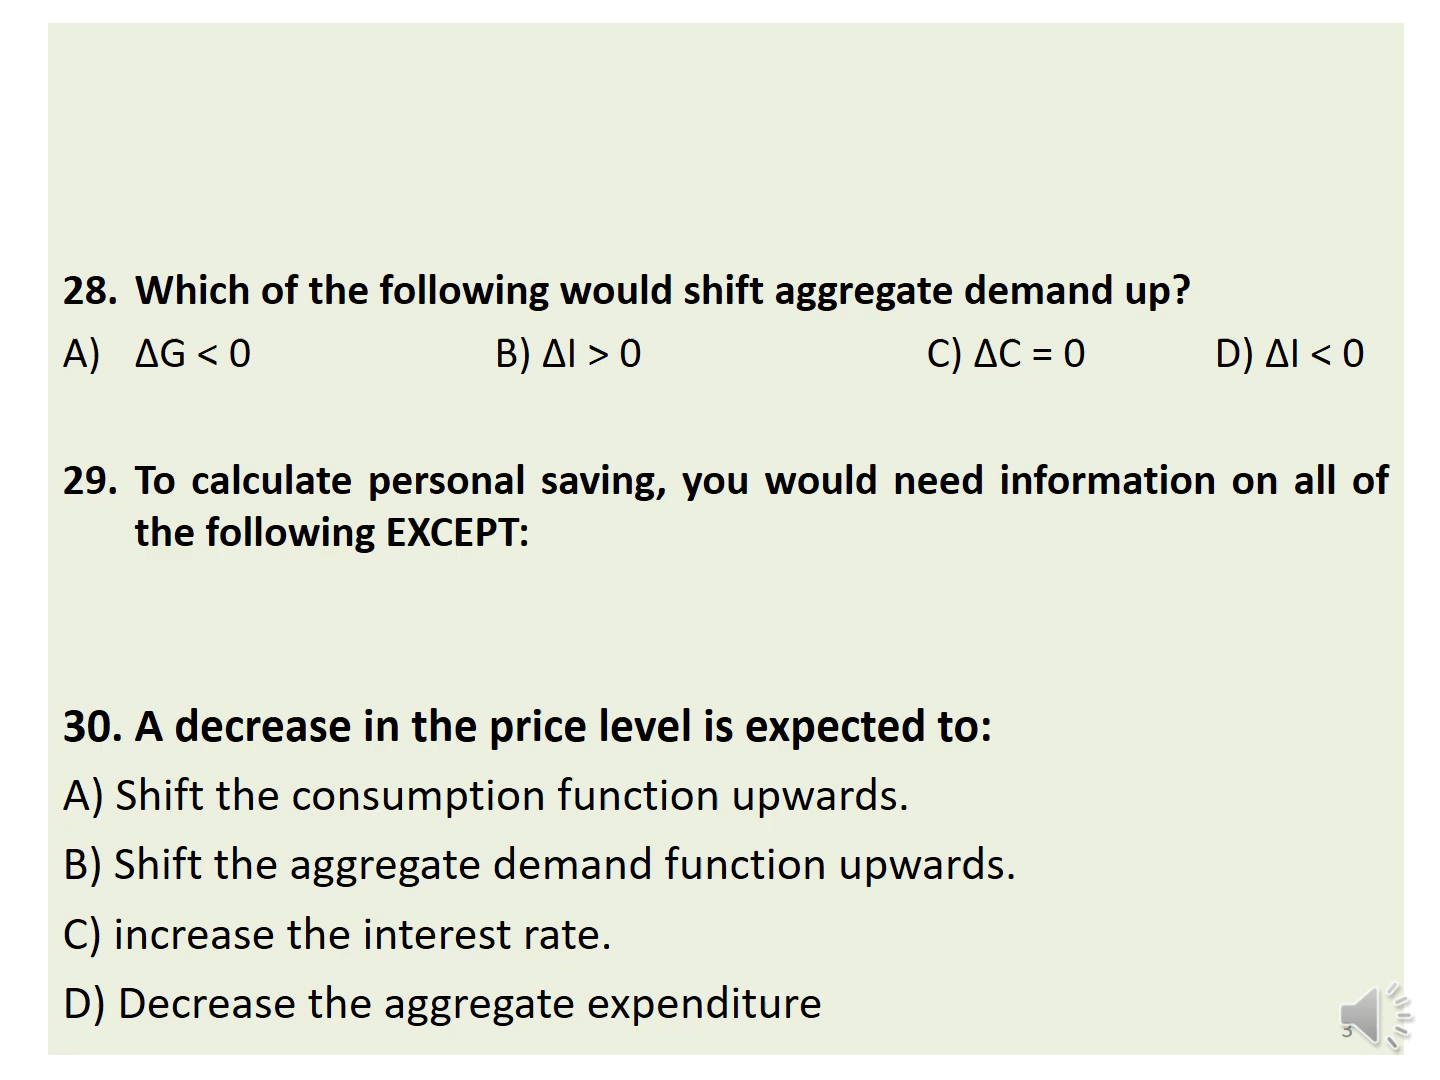 28. Which of the following would shift aggregate demand up?
A) ΔG < 0 B) ΔI > 0 C) ΔC = 0 D) ΔI < 0
29. To calculate personal saving, you would need information on all of
the following EXCEPT:
30. A decrease in the price level is expected to:
A) Shift the consumption function upwards.
B) Shift the aggregate demand function upwards.
C) increase the interest rate.
D) Decrease the aggregate expenditure
3